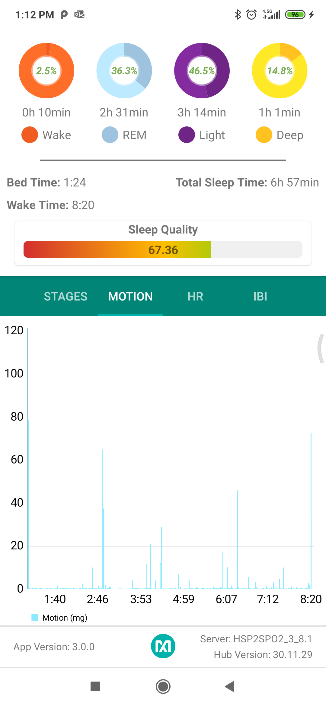 1:12 PM
96
2.5%
36.3%
46.5%
14.8%
0h 10min
2h 31min
3h 14min
1h 1min
Wake
REM
Light
Deep
Bed Time: 1:24
Total Sleep Time: 6h 57min
Wake Time: 8:20
Sleep Quality
67.36
STAGES
MOTION
HR
IBI
120
100
80
60
40
20
0
1:40
2:46
3:53
4:59
6:07
7:12
8:20
Motion (mg)
App Version: 3.0.0
Server: HSP2SPO2_3_8.1
Hub Version: 30.11.29